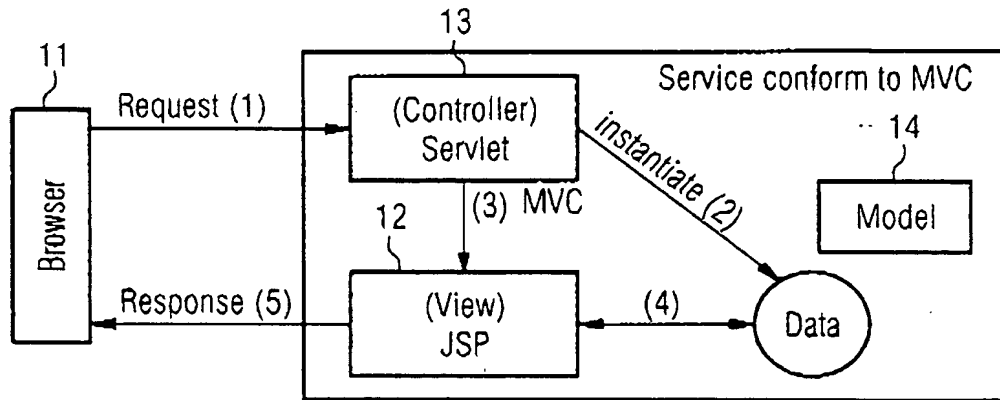 11
13
Service conform to MVC
Request (1)
(Controller)
Servlet
instantiate (2)
14
Model
Browser
(3)
MVC
12
Response (5)
(View)
JSP
(4)
Data